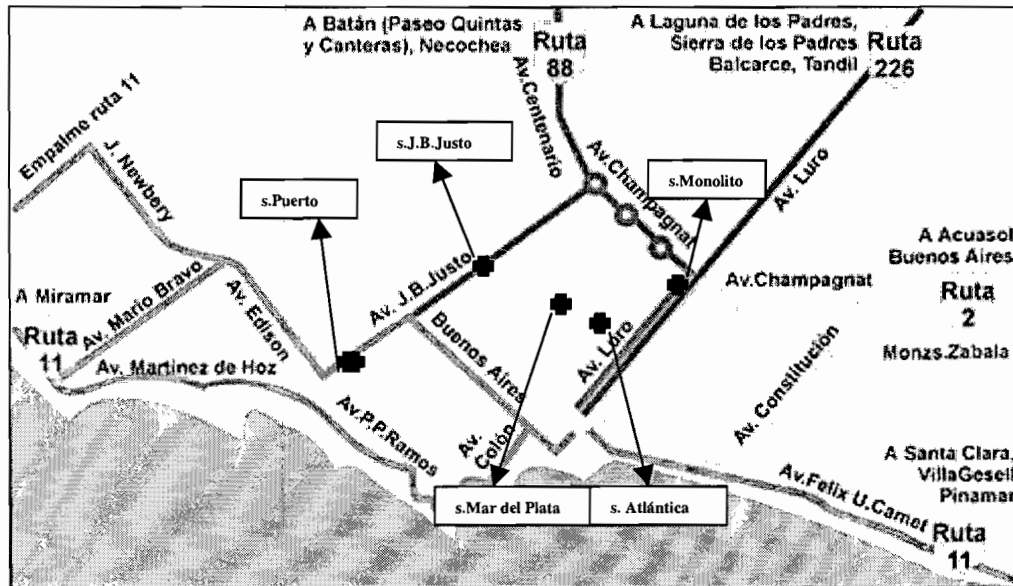 A Batán (Paseo Quintas
y Canteras), Necochea
Ruta
88
A Laguna de los Padres,
Sierra de los Padres
Balcarce, Tandil
Ruta
226
Empalme ruta 11
J. Newbery
Av.Centenario
Av.Champagnat
Av. Luro
s.J.B.Justo
s.Monolito
s.Puerto
A Acuasol
Buenos Aires
Ruta
2
Av.Champagnat
A Miramar
Ruta
11
Av. Mario Bravo
Av. Edison
Av. J.B.Justo
Buenos Aires
Av. Luro
Monzs.Zabala
Av. Martinez de Hoz
Av. Constitución
Av.P.P.Ramos
Av.
Colón
A Santa Clara,
VillaGesell
Pinamar
Av.Felix U.Camet
s.Mar del Plata
s. Atlántica
Ruta
11